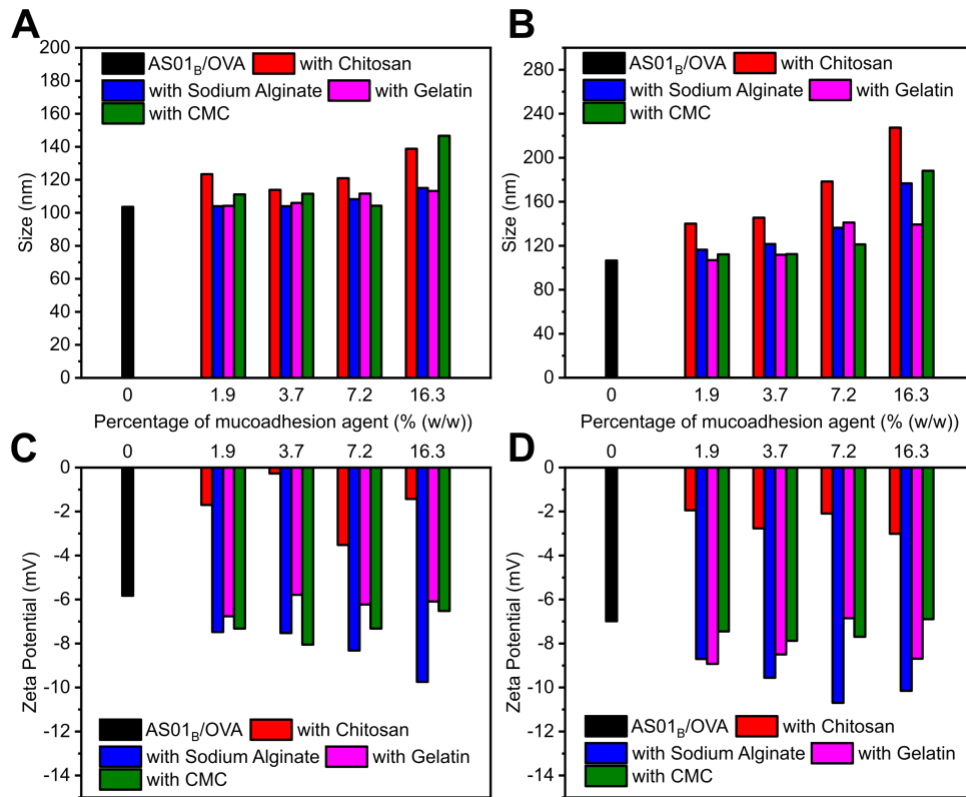 A
B
AS01B/OVA with Chitosan
with Sodium Alginate with Gelatin
with CMC
200
180
160
140
120
100
80
60
40
20
0
Size (nm)
0 1.9 3.7 7.2 16.3
Percentage of mucoadhesion agent (% (w/w))
AS01B/OVA with Chitosan
with Sodium Alginate with Gelatin
with CMC
280
240
200
160
120
80
40
0
Size (nm)
0 1.9 3.7 7.2 16.3
Percentage of mucoadhesion agent (% (w/w))
C
0 1.9 3.7 7.2 16.3
0
-2
-4
-6
-8
-10
-12
-14
Zeta Potential (mV)
AS01B/OVA with Chitosan
with Sodium Alginate with Gelatin
with CMC
D
0 1.9 3.7 7.2 16.3
0
-2
-4
-6
-8
-10
-12
-14
Zeta Potential (mV)
AS01B/OVA with Chitosan
with Sodium Alginate with Gelatin
with CMC